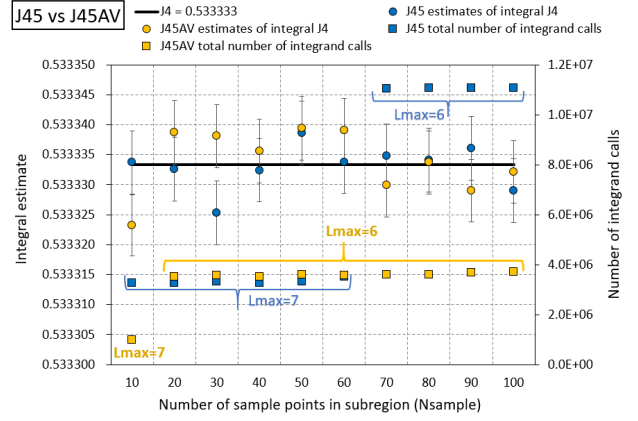 J45 vs J45AV
J4 = 0.533333
J45 estimates of integral J4
J45AV estimates of integral J4
J45 total number of integrand calls
J45AV total number of integrand calls
0.533350
0.533345
0.533340
0.533335
0.533330
0.533320
0.533315
0.533310
0.533305
0.533300
Integral estimate
1.2E+07
1.0E+07
8.0E+06
6.0E+06
4.0E+06
2.0E+06
0.0E+00
Number of integrand calls
Lmax=6
Lmax=6
Lmax=7
Lmax=7
10 20 30 40 50 60 70 80 90 100
Number of sample points in subregion (Nsample)